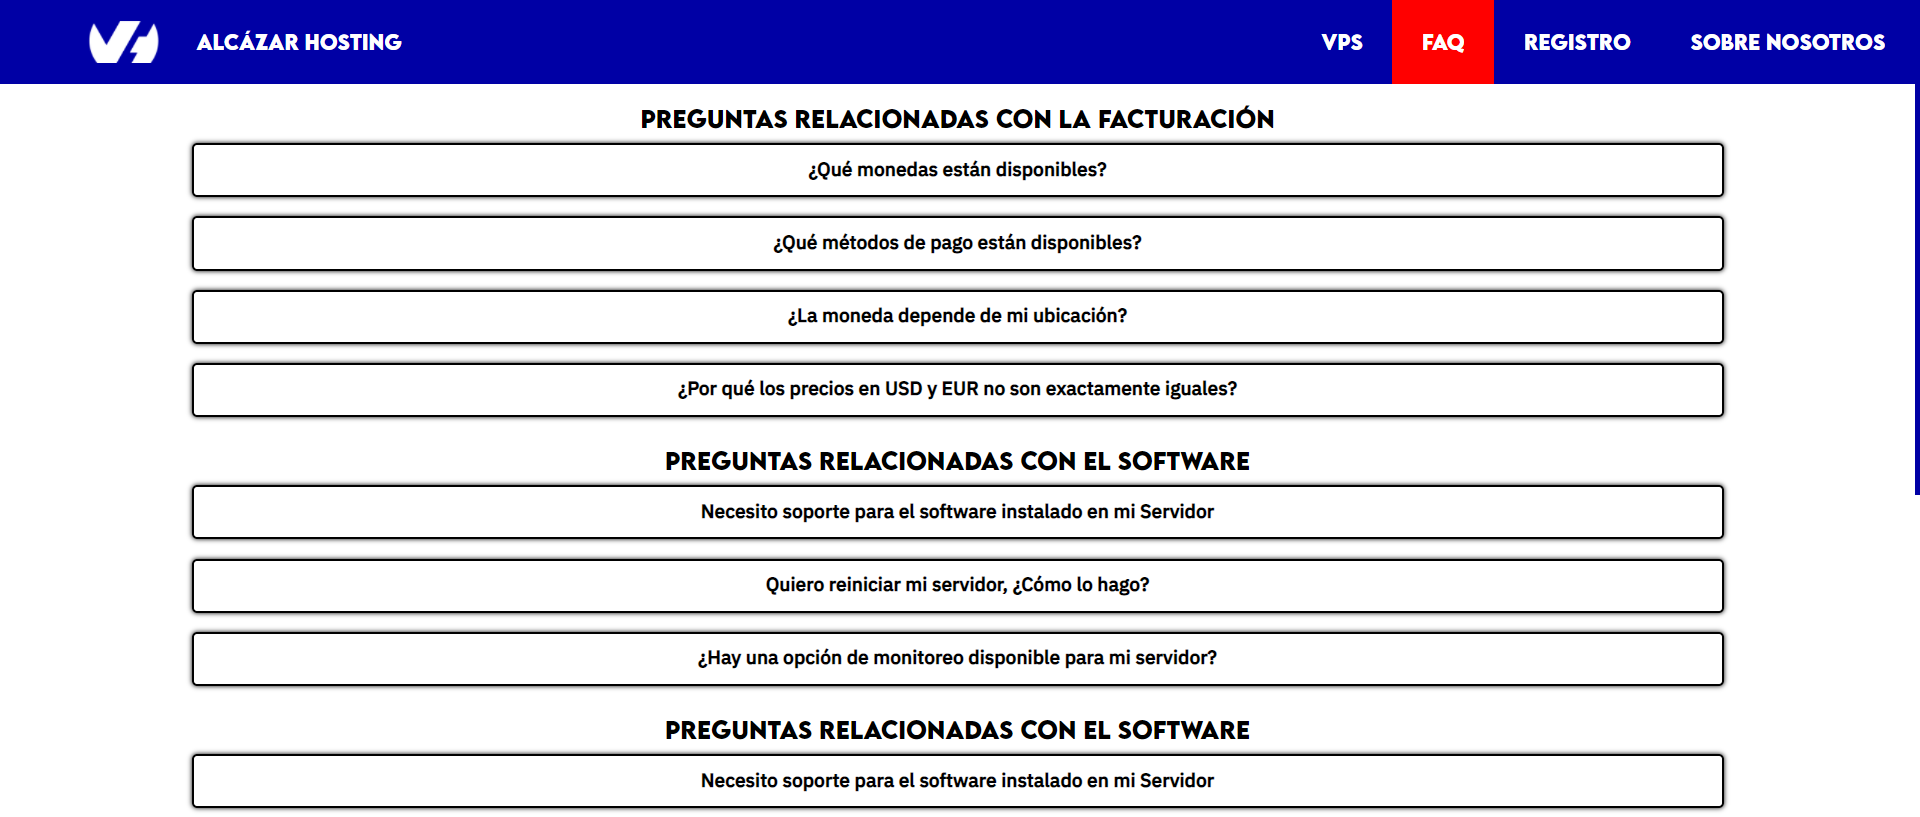 ALCÁZAR HOSTING
VPS
FAQ
REGISTRO
SOBRE NOSOTROS
PREGUNTAS RELACIONADAS CON LA FACTURACIÓN
¿Qué monedas están disponibles?
¿Qué métodos de pago están disponibles?
¿La moneda depende de mi ubicación?
¿Por qué los precios en USD y EUR no son exactamente iguales?
PREGUNTAS RELACIONADAS CON EL SOFTWARE
Necesito soporte para el software instalado en mi Servidor
Quiero reiniciar mi servidor, ¿Cómo lo hago?
¿Hay una opción de monitoreo disponible para mi servidor?
PREGUNTAS RELACIONADAS CON EL SOFTWARE
Necesito soporte para el software instalado en mi Servidor